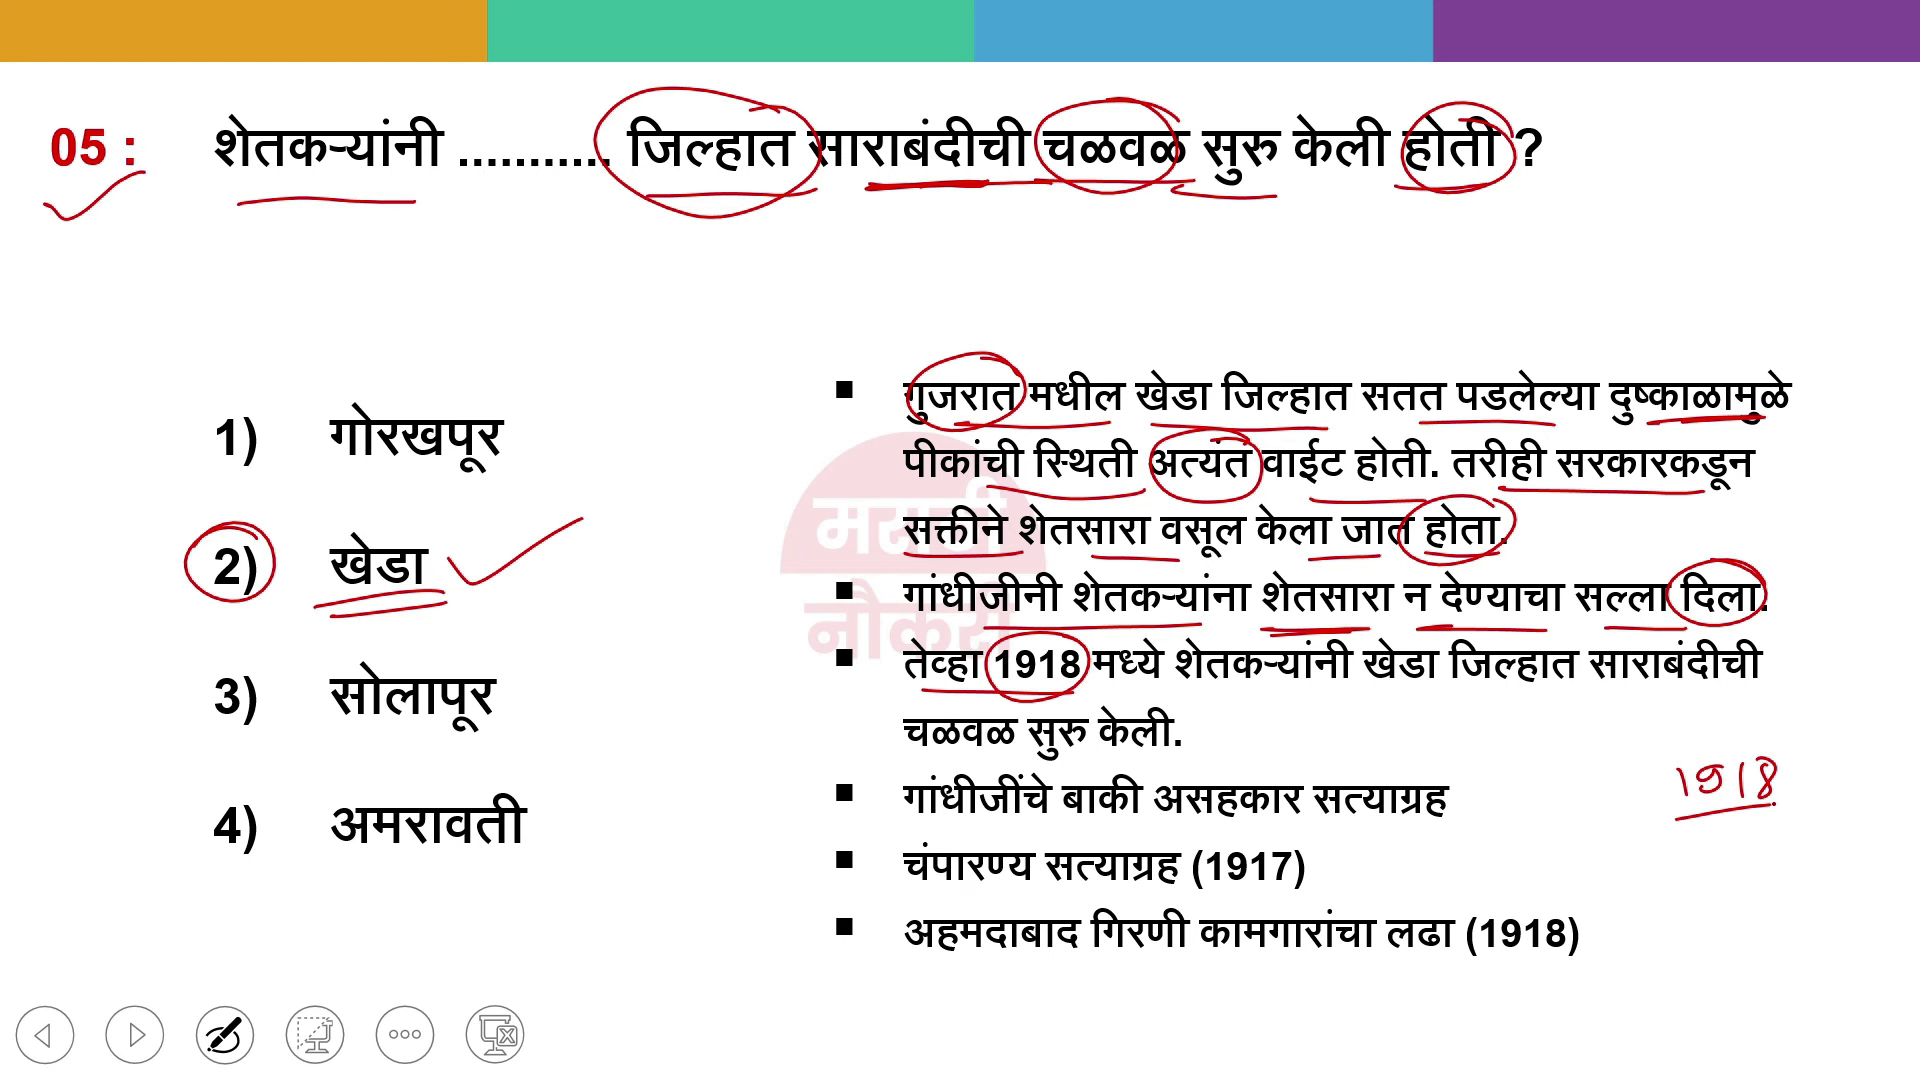 05 : शेतकऱ्यांनी ........... जिल्हात साराबंदीची चळवळ सुरु केली होती ?
1) गोरखपूर
2) खेडा
3) सोलापूर
4) अमरावती
गुजरात मधील खेडा जिल्हात सतत पडलेल्या दुष्काळामुळे
पीकांची स्थिती अत्यंत वाईट होती. तरीही सरकारकडून
सक्तीने शेतसारा वसूल केला जात होता.
गांधीजीनी शेतकऱ्यांना शेतसारा न देण्याचा सल्ला दिला.
तेव्हा 1918 मध्ये शेतकऱ्यांनी खेडा जिल्हात साराबंदीची
चळवळ सुरु केली.
1918
गांधीजींचे बाकी असहकार सत्याग्रह
चंपारण्य सत्याग्रह (1917)
अहमदाबाद गिरणी कामगारांचा लढा (1918)
मराठी
नौकरी